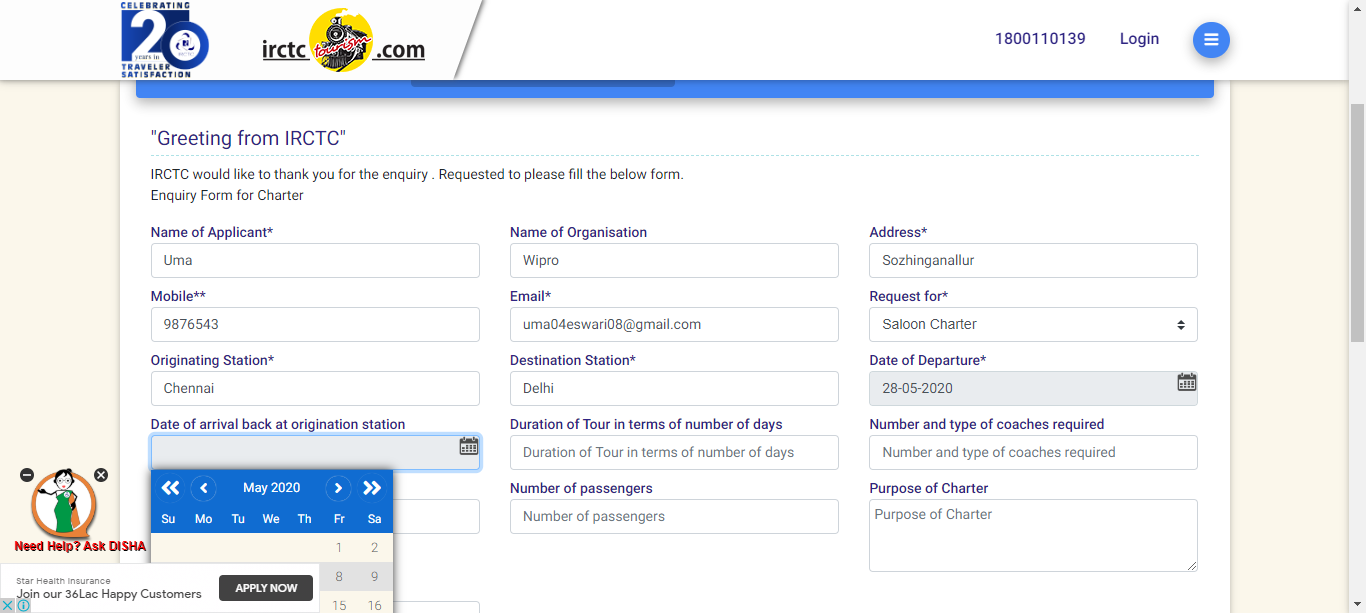 CELEBRATING
20
years in
TRAVELER
SATISFACTION
irctc tourism .com
1800110139 Login
"Greeting from IRCTC"
IRCTC would like to thank you for the enquiry . Requested to please fill the below form.
Enquiry Form for Charter
Name of Applicant* Name of Organisation Address*
Uma Wipro Sozhinganallur
Mobile** Email* Request for*
9876543 uma04eswari08@gmail.com Saloon Charter
Originating Station* Destination Station* Date of Departure*
Chennai Delhi 28-05-2020
Date of arrival back at origination station Duration of Tour in terms of number of days Number and type of coaches required
Duration of Tour in terms of number of days Number and type of coaches required
May 2020 Number of passengers Purpose of Charter
Su Mo Tu We Th Fr Sa Number of passengers Purpose of Charter
1 2
8 9
15 16
Need Help? Ask DISHA
Star Health Insurance
Join our 36Lac Happy Customers APPLY NOW